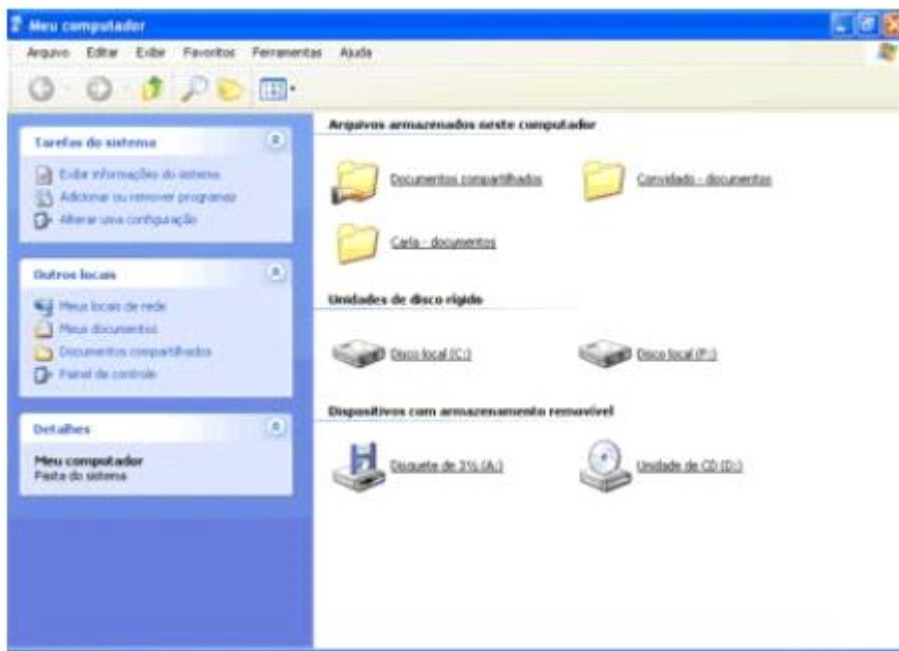 Meu computador
Arquivo Editar Exibir Favoritos Ferramentas Ajuda
Tarefas do sistema
Exibir informações do sistema
Adicionar ou remover programas
Alterar uma configuração
Outros locais
Meus locais de rede
Meus documentos
Documentos compartilhados
Painel de controle
Detalhes
Meu computador
Pasta do sistema
Arquivos armazenados neste computador
Documentos compartilhados
Convidado - documentos
Carla - documentos
Unidades de disco rígido
Disco local (C:)
Disco local (F:)
Dispositivos com armazenamento removível
Disquete de 3½ (A:)
Unidade de CD (D:)